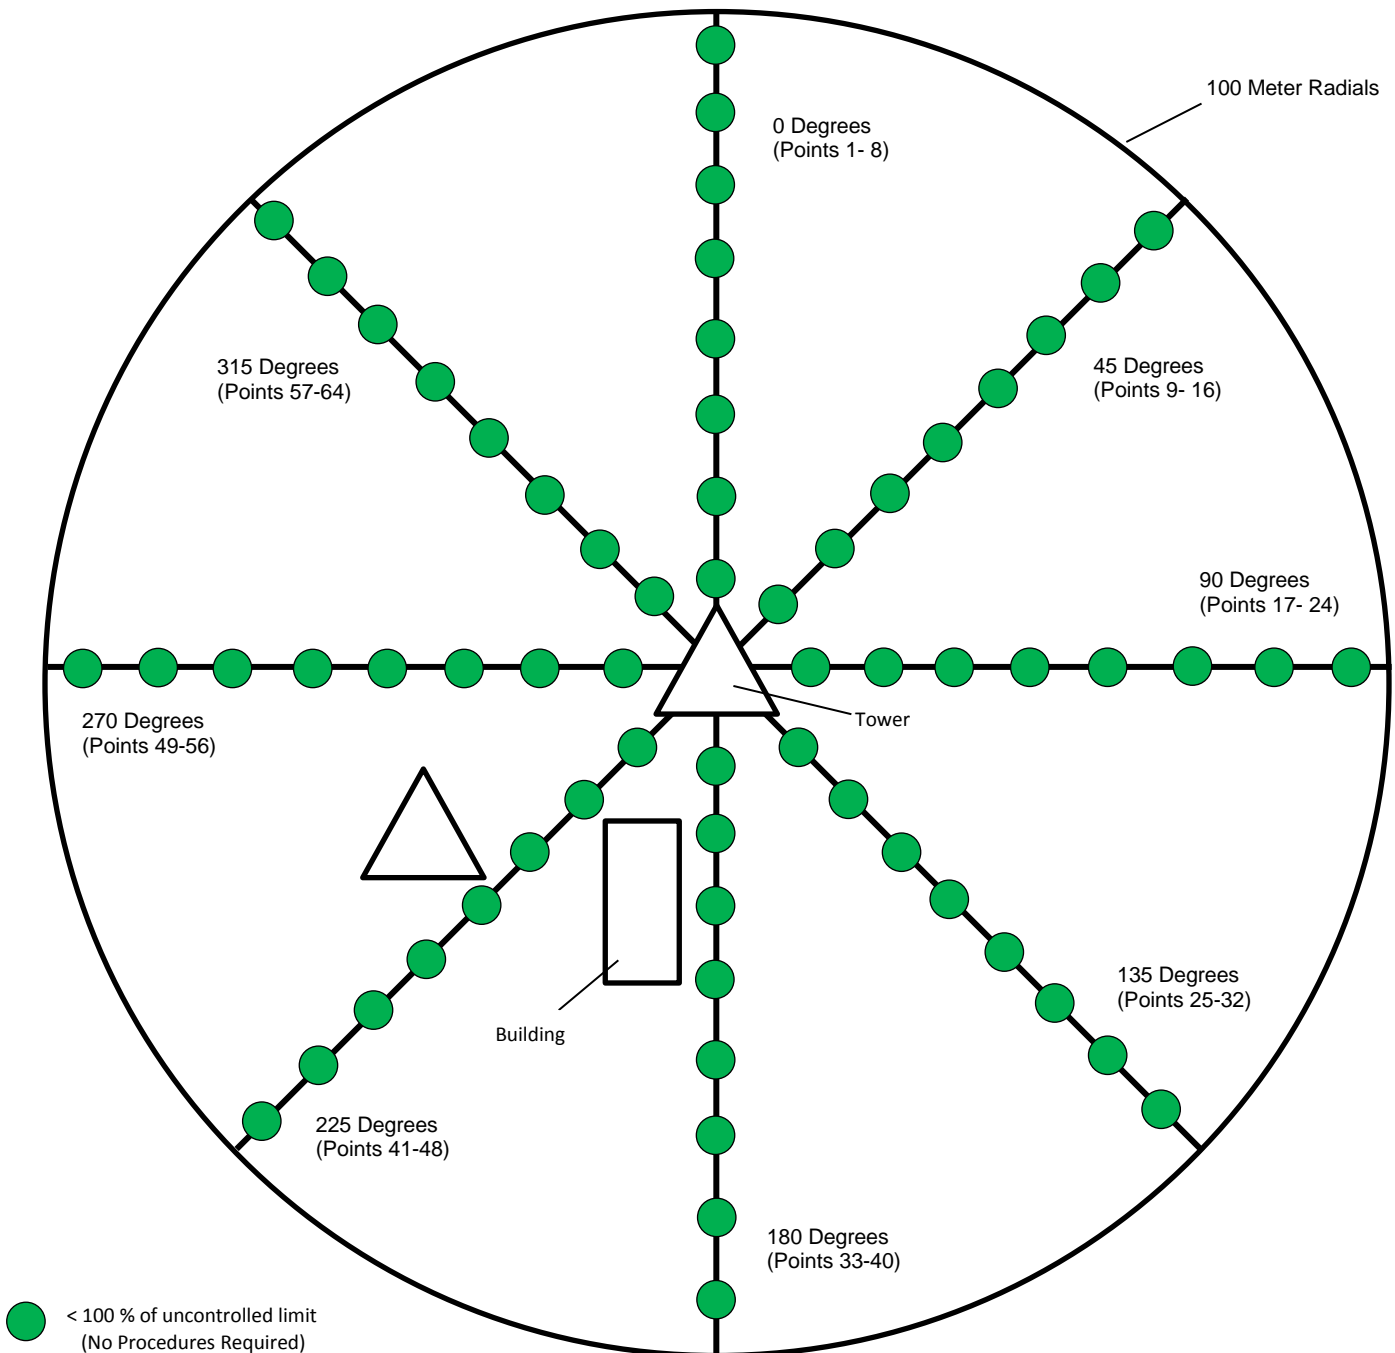 100 Meter Radials
0 Degrees
(Points 1- 8)
315 Degrees
(Points 57-64)
45 Degrees
(Points 9- 16)
90 Degrees
(Points 17- 24)
270 Degrees
(Points 49-56)
Tower
Building
135 Degrees
(Points 25-32)
225 Degrees
(Points 41-48)
180 Degrees
(Points 33-40)
< 100 % of uncontrolled limit
(No Procedures Required)